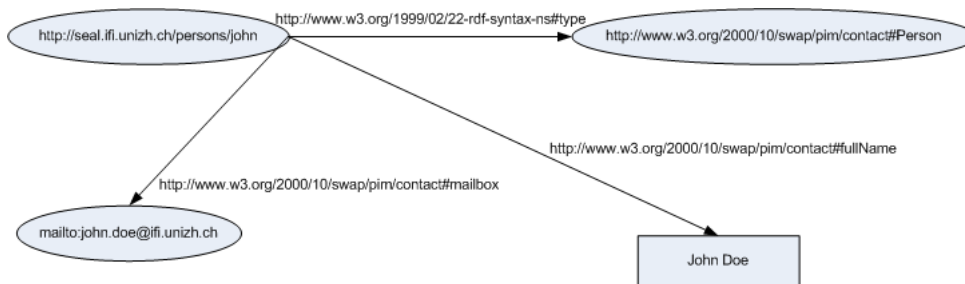 http://www.w3.org/1999/02/22-rdf-syntax-ns#type
http://seal.ifi.unizh.ch/persons/john
http://www.w3.org/2000/10/swap/pim/contact#Person
http://www.w3.org/2000/10/swap/pim/contact#fullName
http://www.w3.org/2000/10/swap/pim/contact#mailbox
mailto:john.doe@ifi.unizh.ch
John Doe